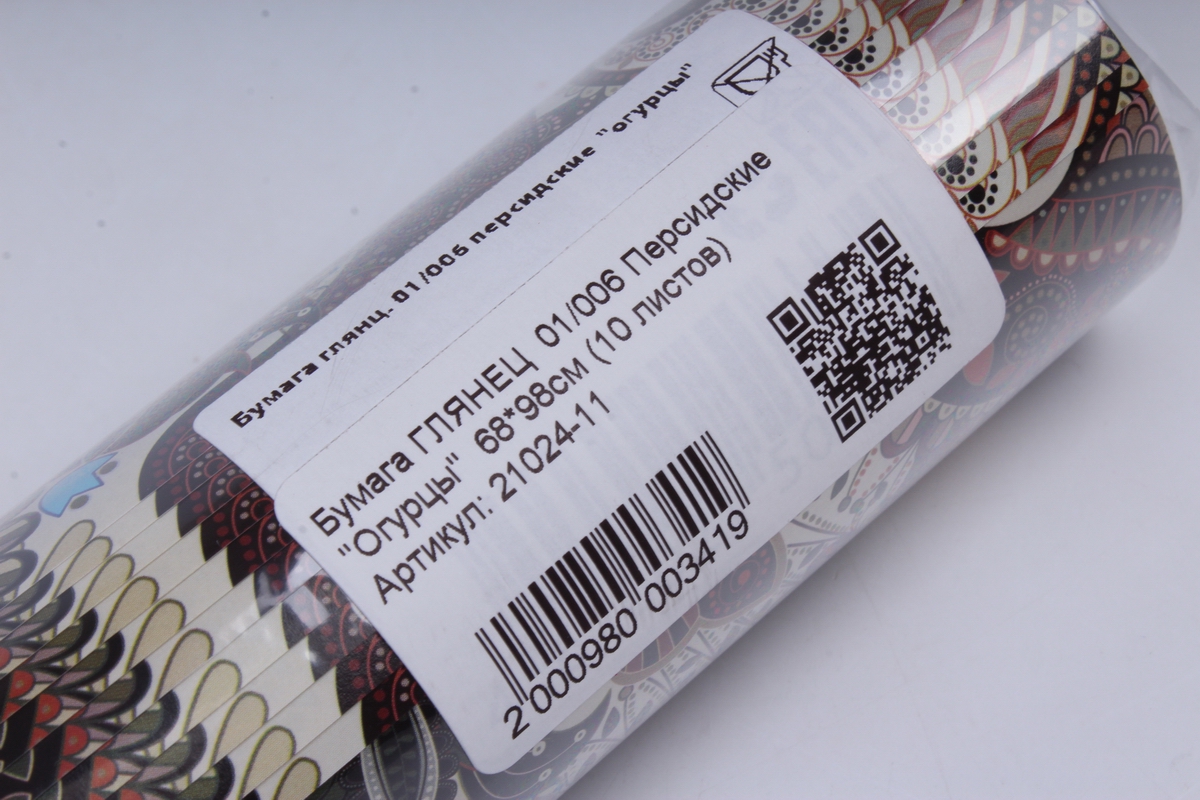 Бумага глянц. 01/006 персидские "огурцы"
Бумага ГЛЯНЕЦ 01/006 Персидские
"Огурцы" 68*98см (10 листов)
Артикул: 21024-11
2 000980 003419